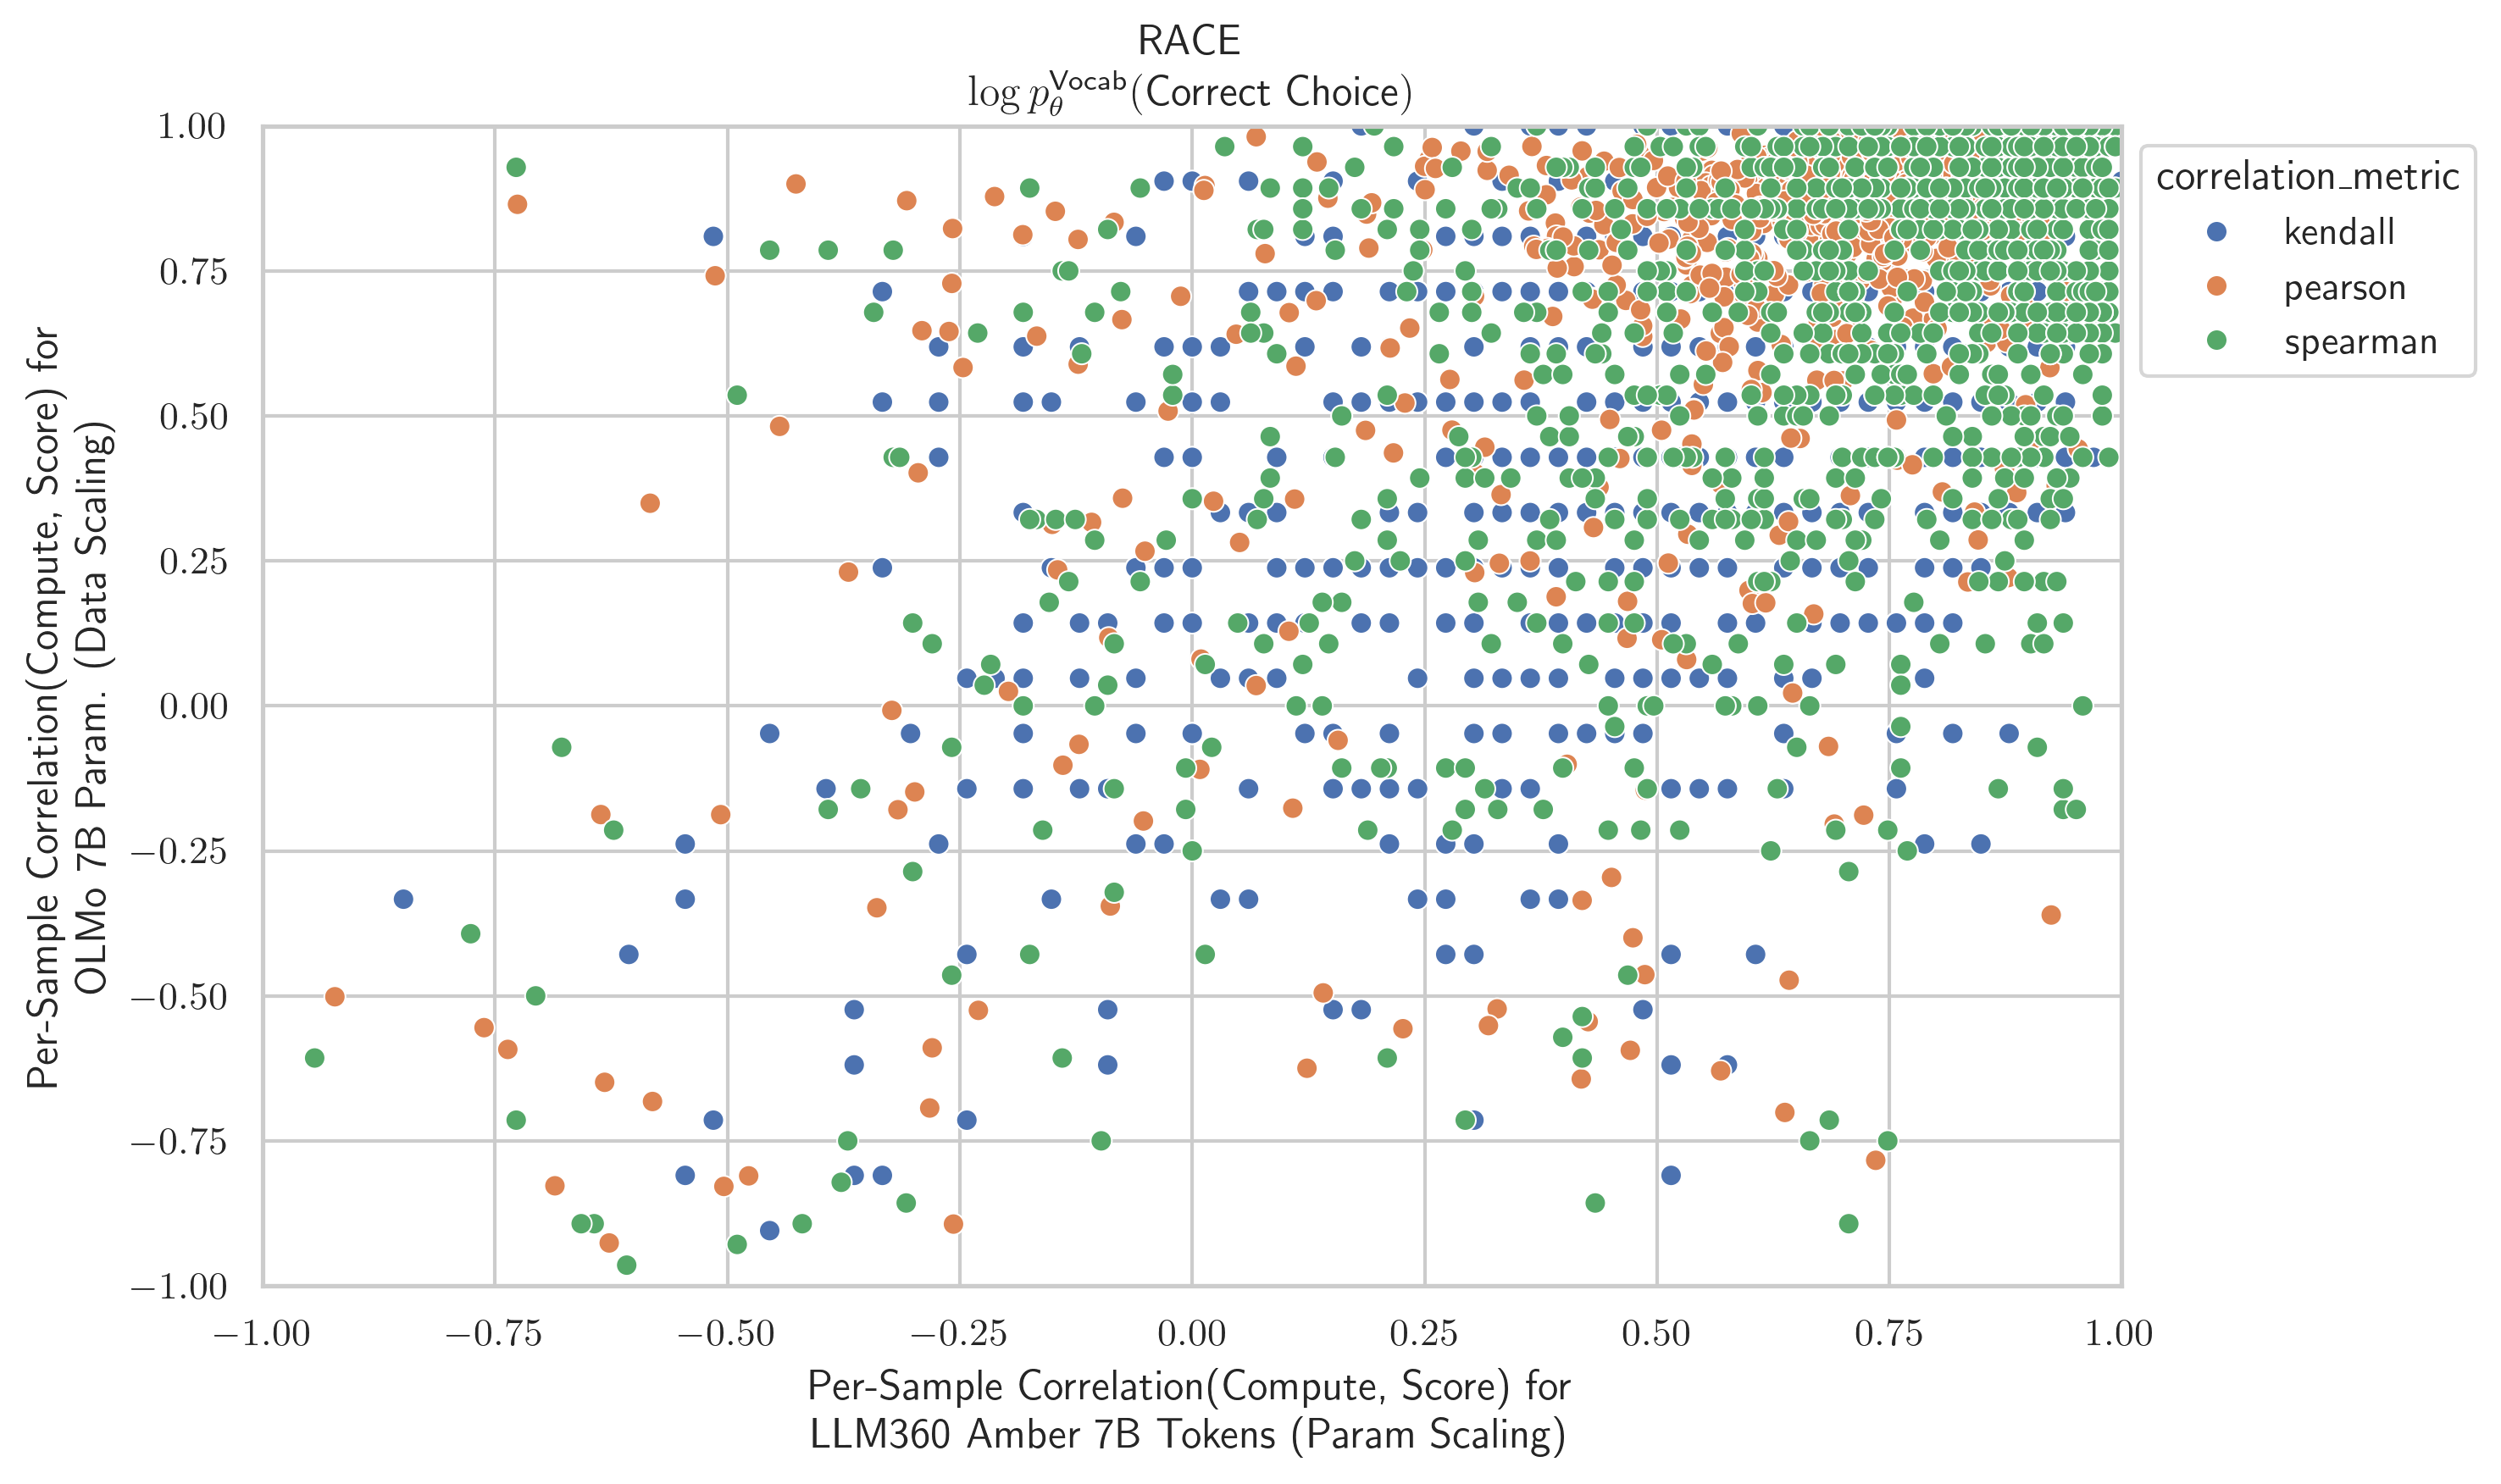 RACE
log p_θ^Vocab(Correct Choice)
Per-Sample Correlation(Compute, Score) for
OLMo 7B Param. (Data Scaling)
1.00
0.75
0.50
0.25
0.00
−0.25
−0.50
−0.75
−1.00
−1.00 −0.75 −0.50 −0.25 0.00 0.25 0.50 0.75 1.00
Per-Sample Correlation(Compute, Score) for
LLM360 Amber 7B Tokens (Param Scaling)
correlation_metric
kendall
pearson
spearman